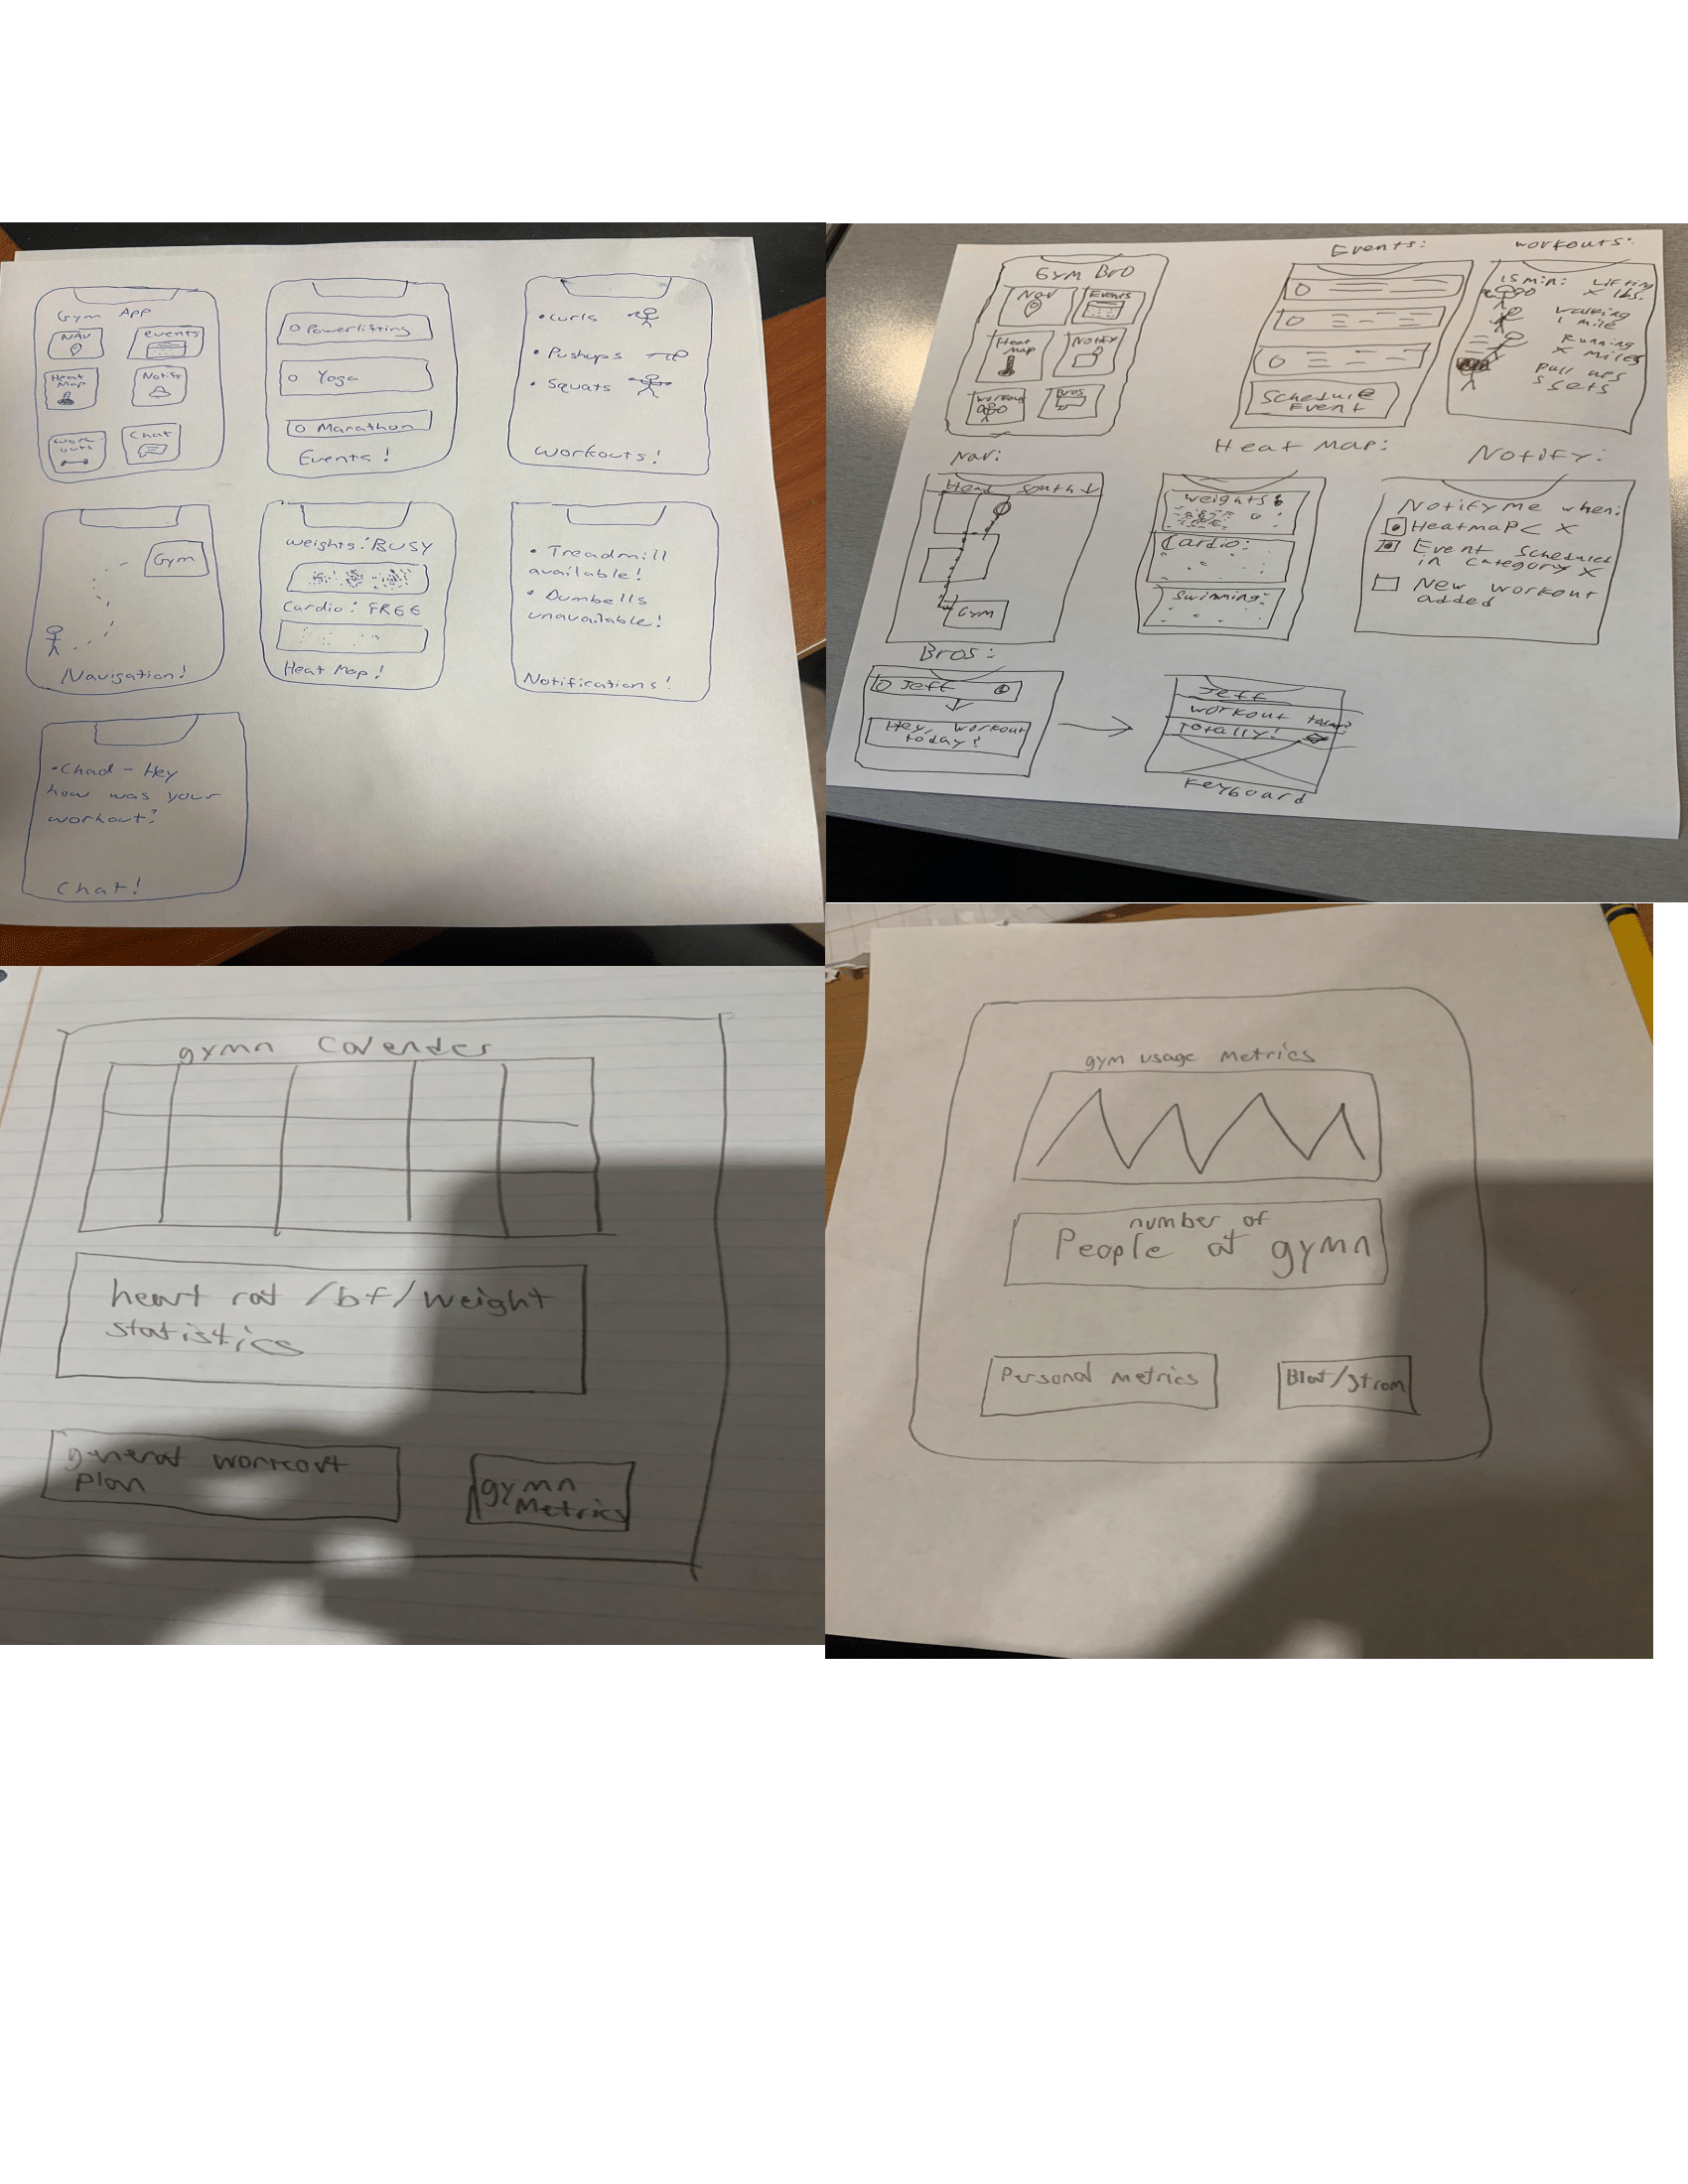 Gym App
NAV
events
Heat
Map
Notifs
Work-
outs
Chat
Powerlifting
Yoga
Marathon
Events!
• Curls
• Pushups
• Squats
Workouts!
Gym
Navigation!
Weights: BUSY
Cardio: FREE
Heat Map!
• Treadmill
available!
• Dumbells
unavailable!
Notifications!
• Chad - Hey
how was your
workout?
Chat!
Gym Bro
Nav
Events
Heat
Map
Notify
Workout
Bros
Events:
Schedule
Event
Workouts:
15 min: Lifting
X lbs.
Walking
1 mile
Running
X miles
Pull ups
5 sets
Nav:
Head South ↓
Gym
Heat Map:
Weights:
Cardio:
Swimming:
Notify:
Notify me when:
Heatmap < X
Event Schedules
in category X
New workout
added
Bros:
Jeff
Hey, workout
today?
Jeff
workout today?
Totally!
Keyboard
gymn Calender
heart rat /bf/weight
statistics
general workout
plan
gymn
Metrics
gym usage metrics
number of
People at gymn
Personal metrics